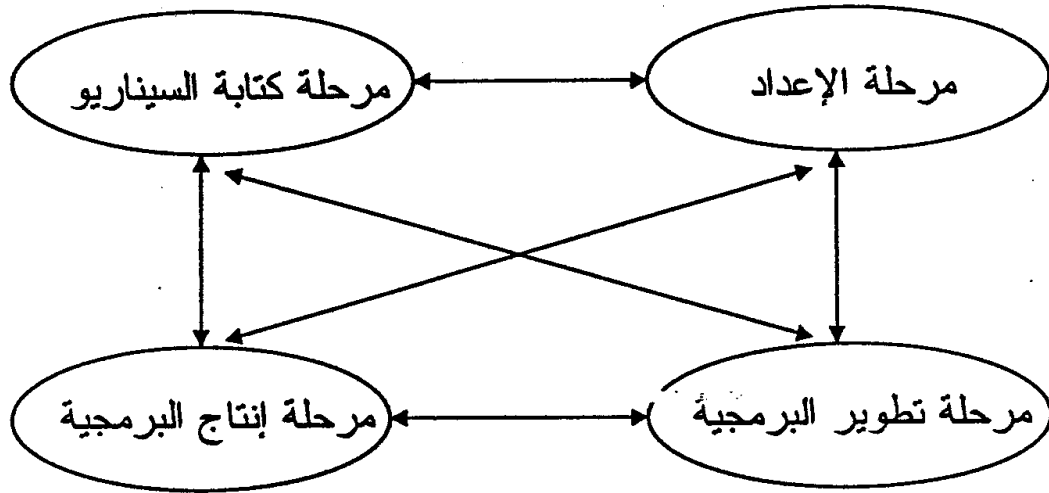 مرحلة الإعداد
مرحلة كتابة السيناريو
مرحلة تطوير البرمجية
مرحلة إنتاج البرمجية